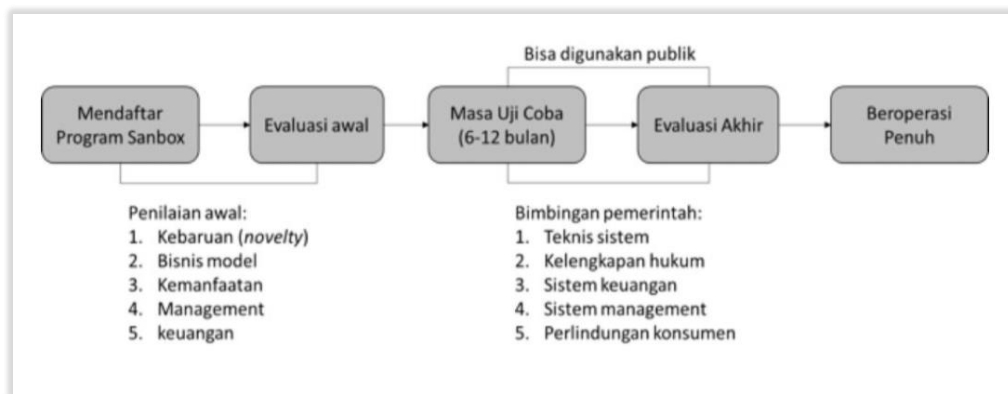 Bisa digunakan publik
Mendaftar
Program Sanbox
Evaluasi awal
Masa Uji Coba
(6-12 bulan)
Evaluasi Akhir
Beroperasi
Penuh
Penilaian awal:
1. Kebaruan (novelty)
2. Bisnis model
3. Kemanfaatan
4. Management
5. keuangan
Bimbingan pemerintah:
1. Teknis sistem
2. Kelengkapan hukum
3. Sistem keuangan
4. Sistem management
5. Perlindungan konsumen